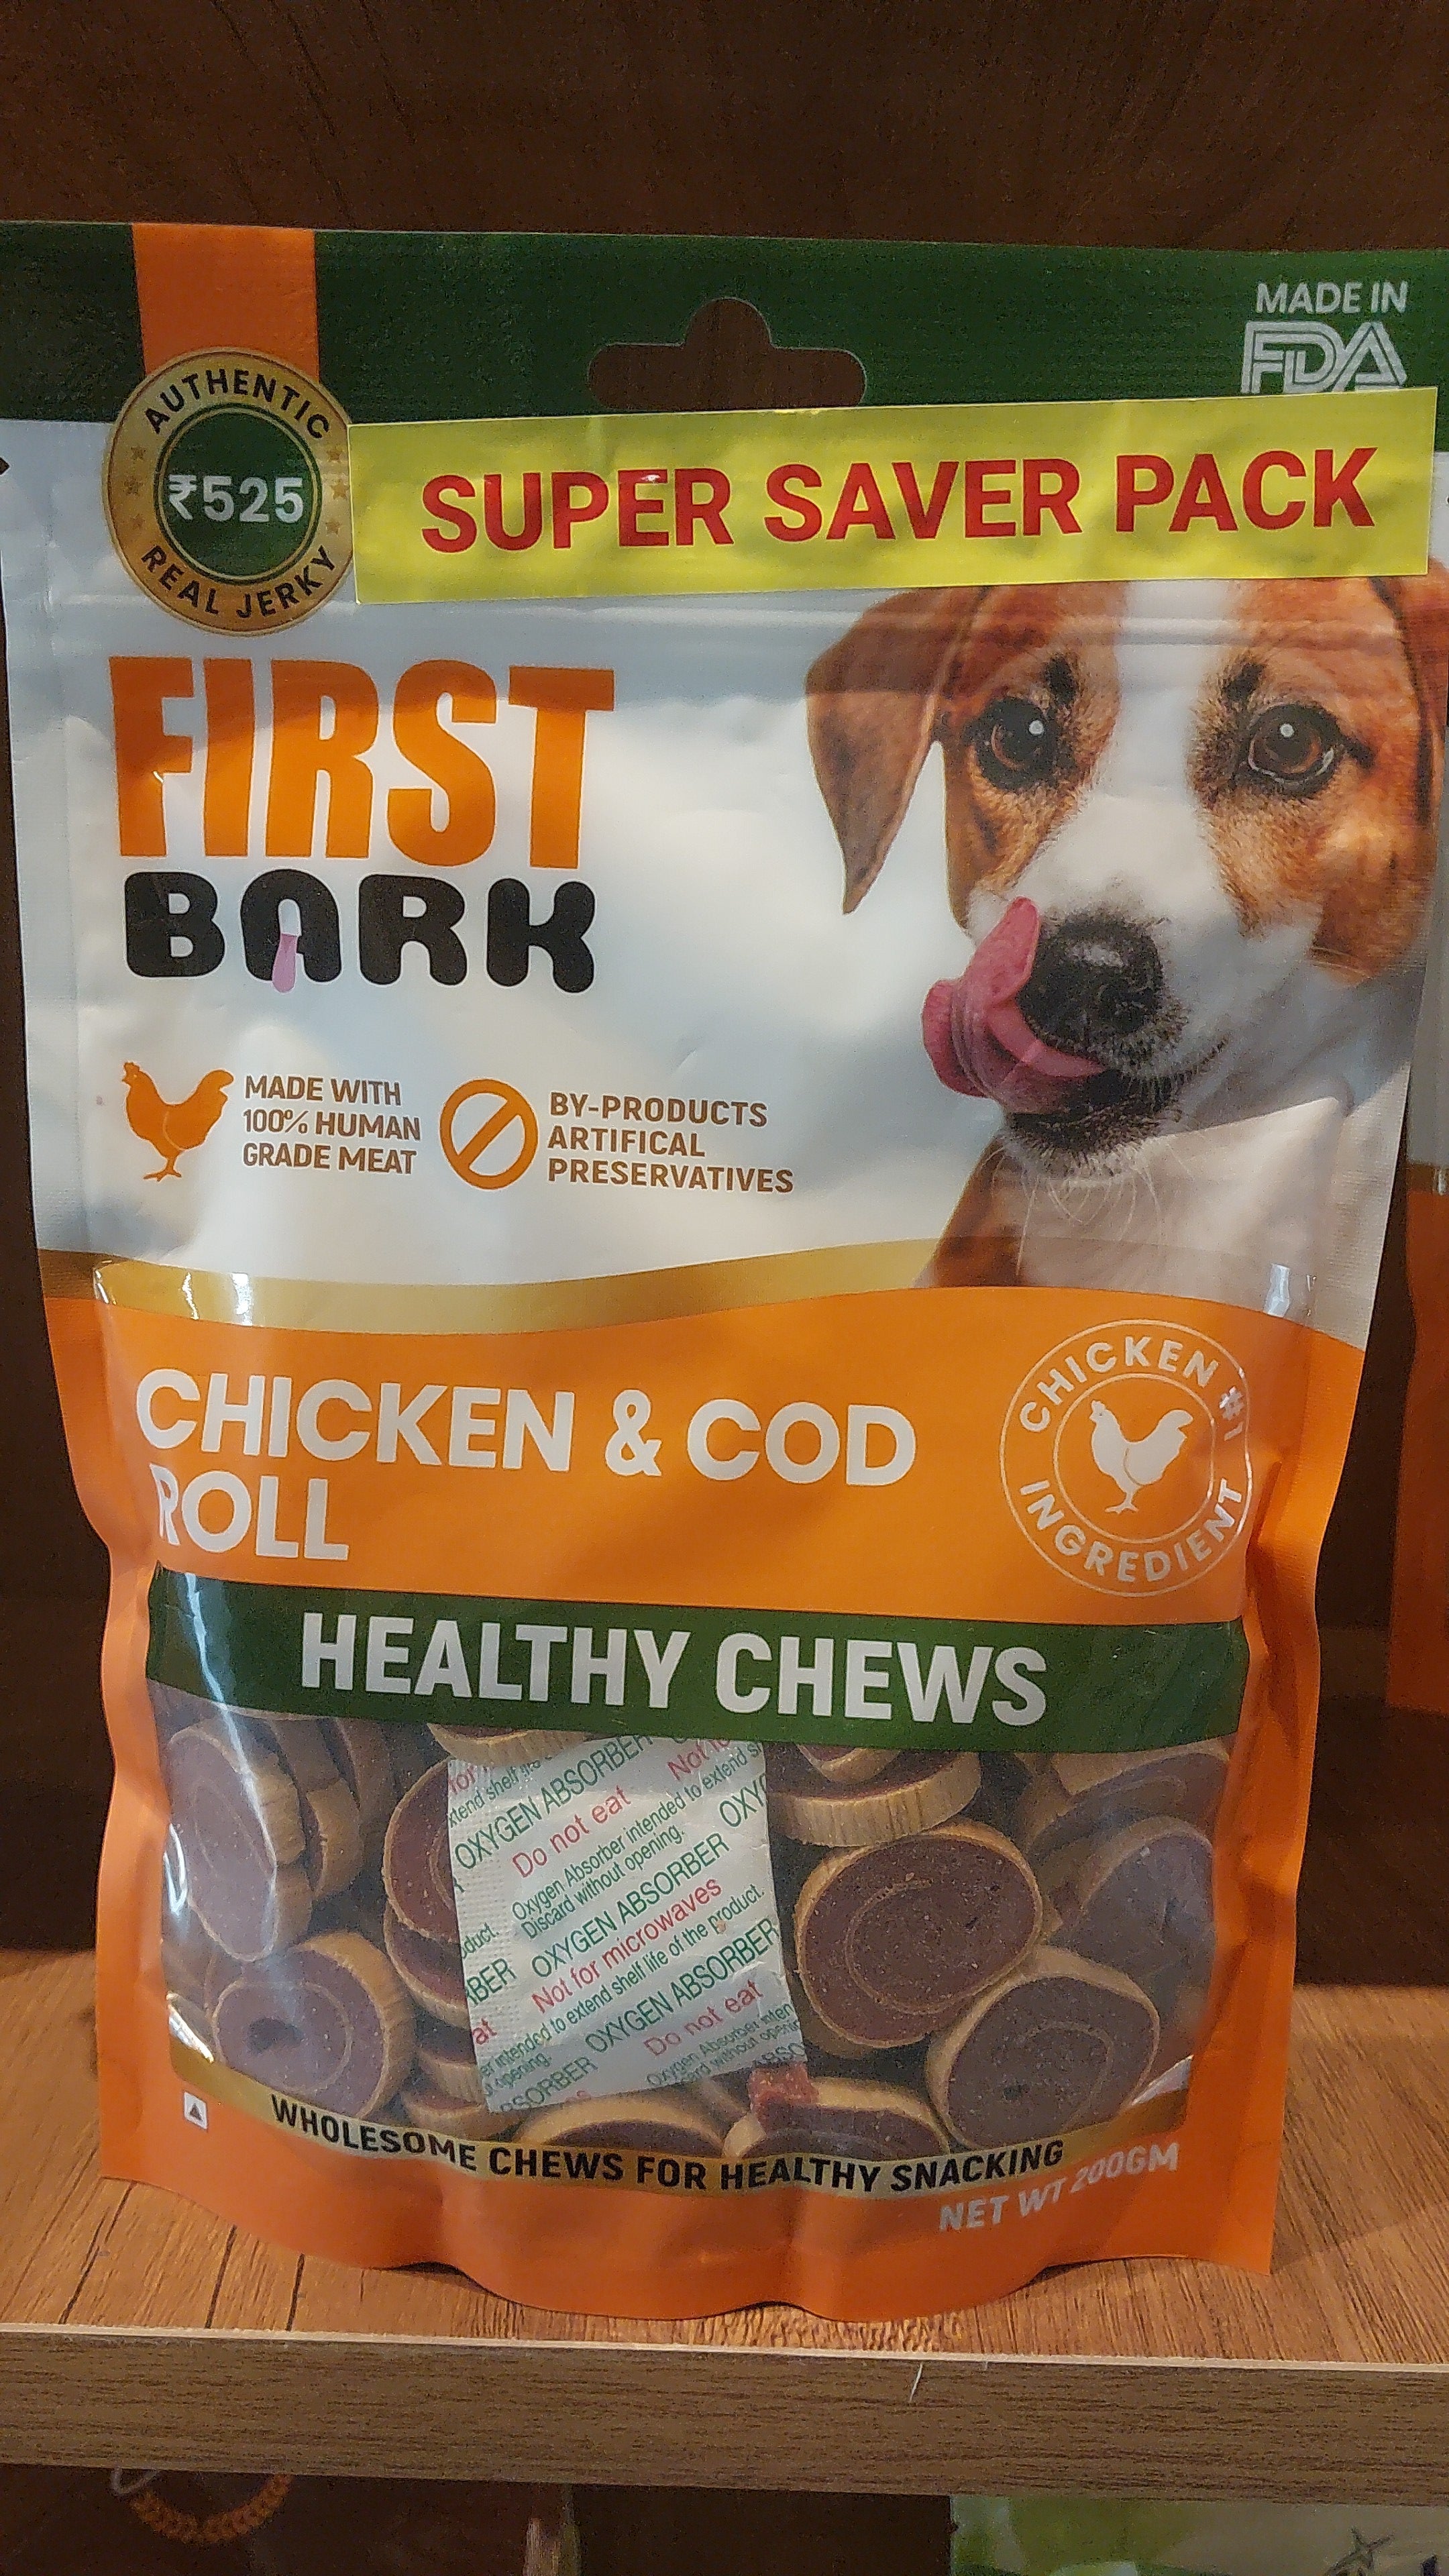 MADE IN
FDA
AUTHENTIC
₹525
REAL JERKY
SUPER SAVER PACK
FIRST
BARK
MADE WITH
100% HUMAN
GRADE MEAT
BY-PRODUCTS
ARTIFICAL
PRESERVATIVES
CHICKEN & COD
ROLL
CHICKEN #1
INGREDIENT
HEALTHY CHEWS
OXYGEN ABSORBER
Do not eat
Oxygen Absorber intended to extend
Discard without opening.
OXYGEN ABSORBER
Not for microwaves
intended to extend shelf life of the product.
OXYGEN ABSORBER
Do not eat
WHOLESOME CHEWS FOR HEALTHY SNACKING
NET WT 200GM